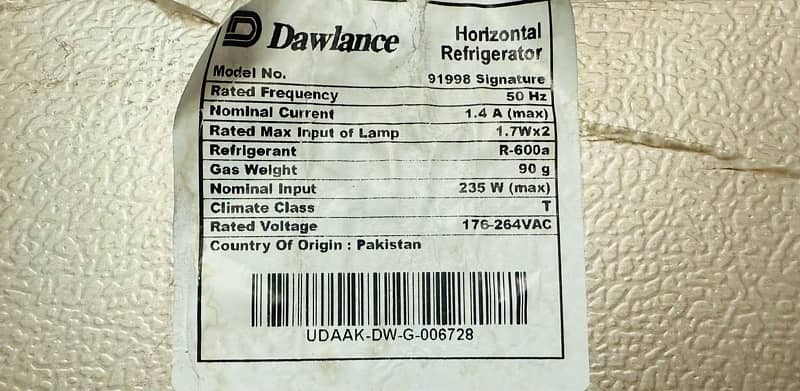 Dawlance
Horizontal
Refrigerator
Model No. 91998 Signature
Rated Frequency 50 Hz
Nominal Current 1.4 A (max)
Rated Max Input of Lamp 1.7Wx2
Refrigerant R-600a
Gas Weight 90 g
Nominal Input 235 W (max)
Climate Class T
Rated Voltage 176-264VAC
Country Of Origin : Pakistan
UDAAK-DW-G-006728